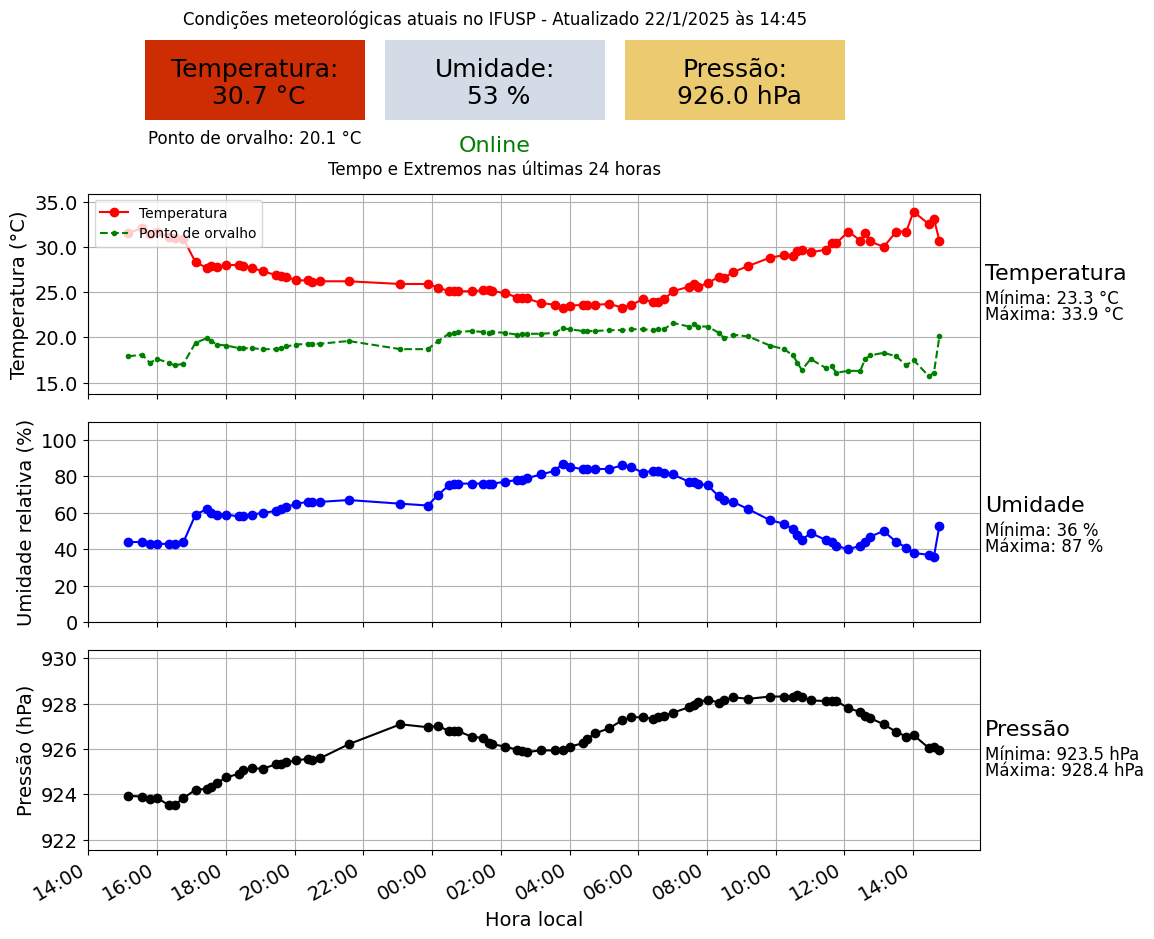 Condições meteorológicas atuais no IFUSP - Atualizado 22/1/2025 às 14:45
Temperatura:
30.7 °C
Umidade:
53 %
Pressão:
926.0 hPa
Ponto de orvalho: 20.1 °C
Online
Tempo e Extremos nas últimas 24 horas
Temperatura (°C)
35.0
30.0
25.0
20.0
15.0
Temperatura
Ponto de orvalho
Temperatura
Mínima: 23.3 °C
Máxima: 33.9 °C
Umidade relativa (%)
100
80
60
40
20
0
Umidade
Mínima: 36 %
Máxima: 87 %
Pressão (hPa)
930
928
926
924
922
Pressão
Mínima: 923.5 hPa
Máxima: 928.4 hPa
14:00
16:00
18:00
20:00
22:00
00:00
02:00
04:00
06:00
08:00
10:00
12:00
14:00
Hora local